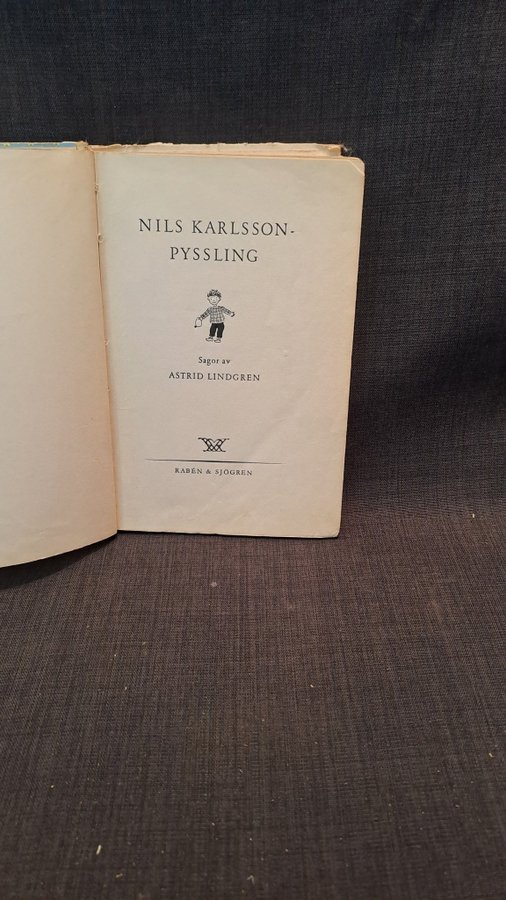 NILS KARLSSON-
PYSSLING
Sagor av
ASTRID LINDGREN
RABÉN & SJÖGREN